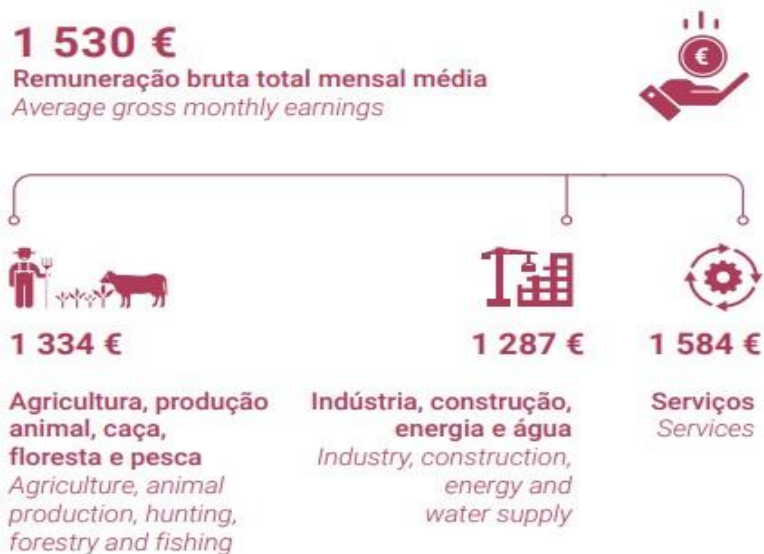 1 530 €
Remuneração bruta total mensal média
Average gross monthly earnings
€
1 334 €
Agricultura, produção
animal, caça,
floresta e pesca
Agriculture, animal
production, hunting,
forestry and fishing
1 287 €
Indústria, construção,
energia e água
Industry, construction,
energy and
water supply
1 584 €
Serviços
Services